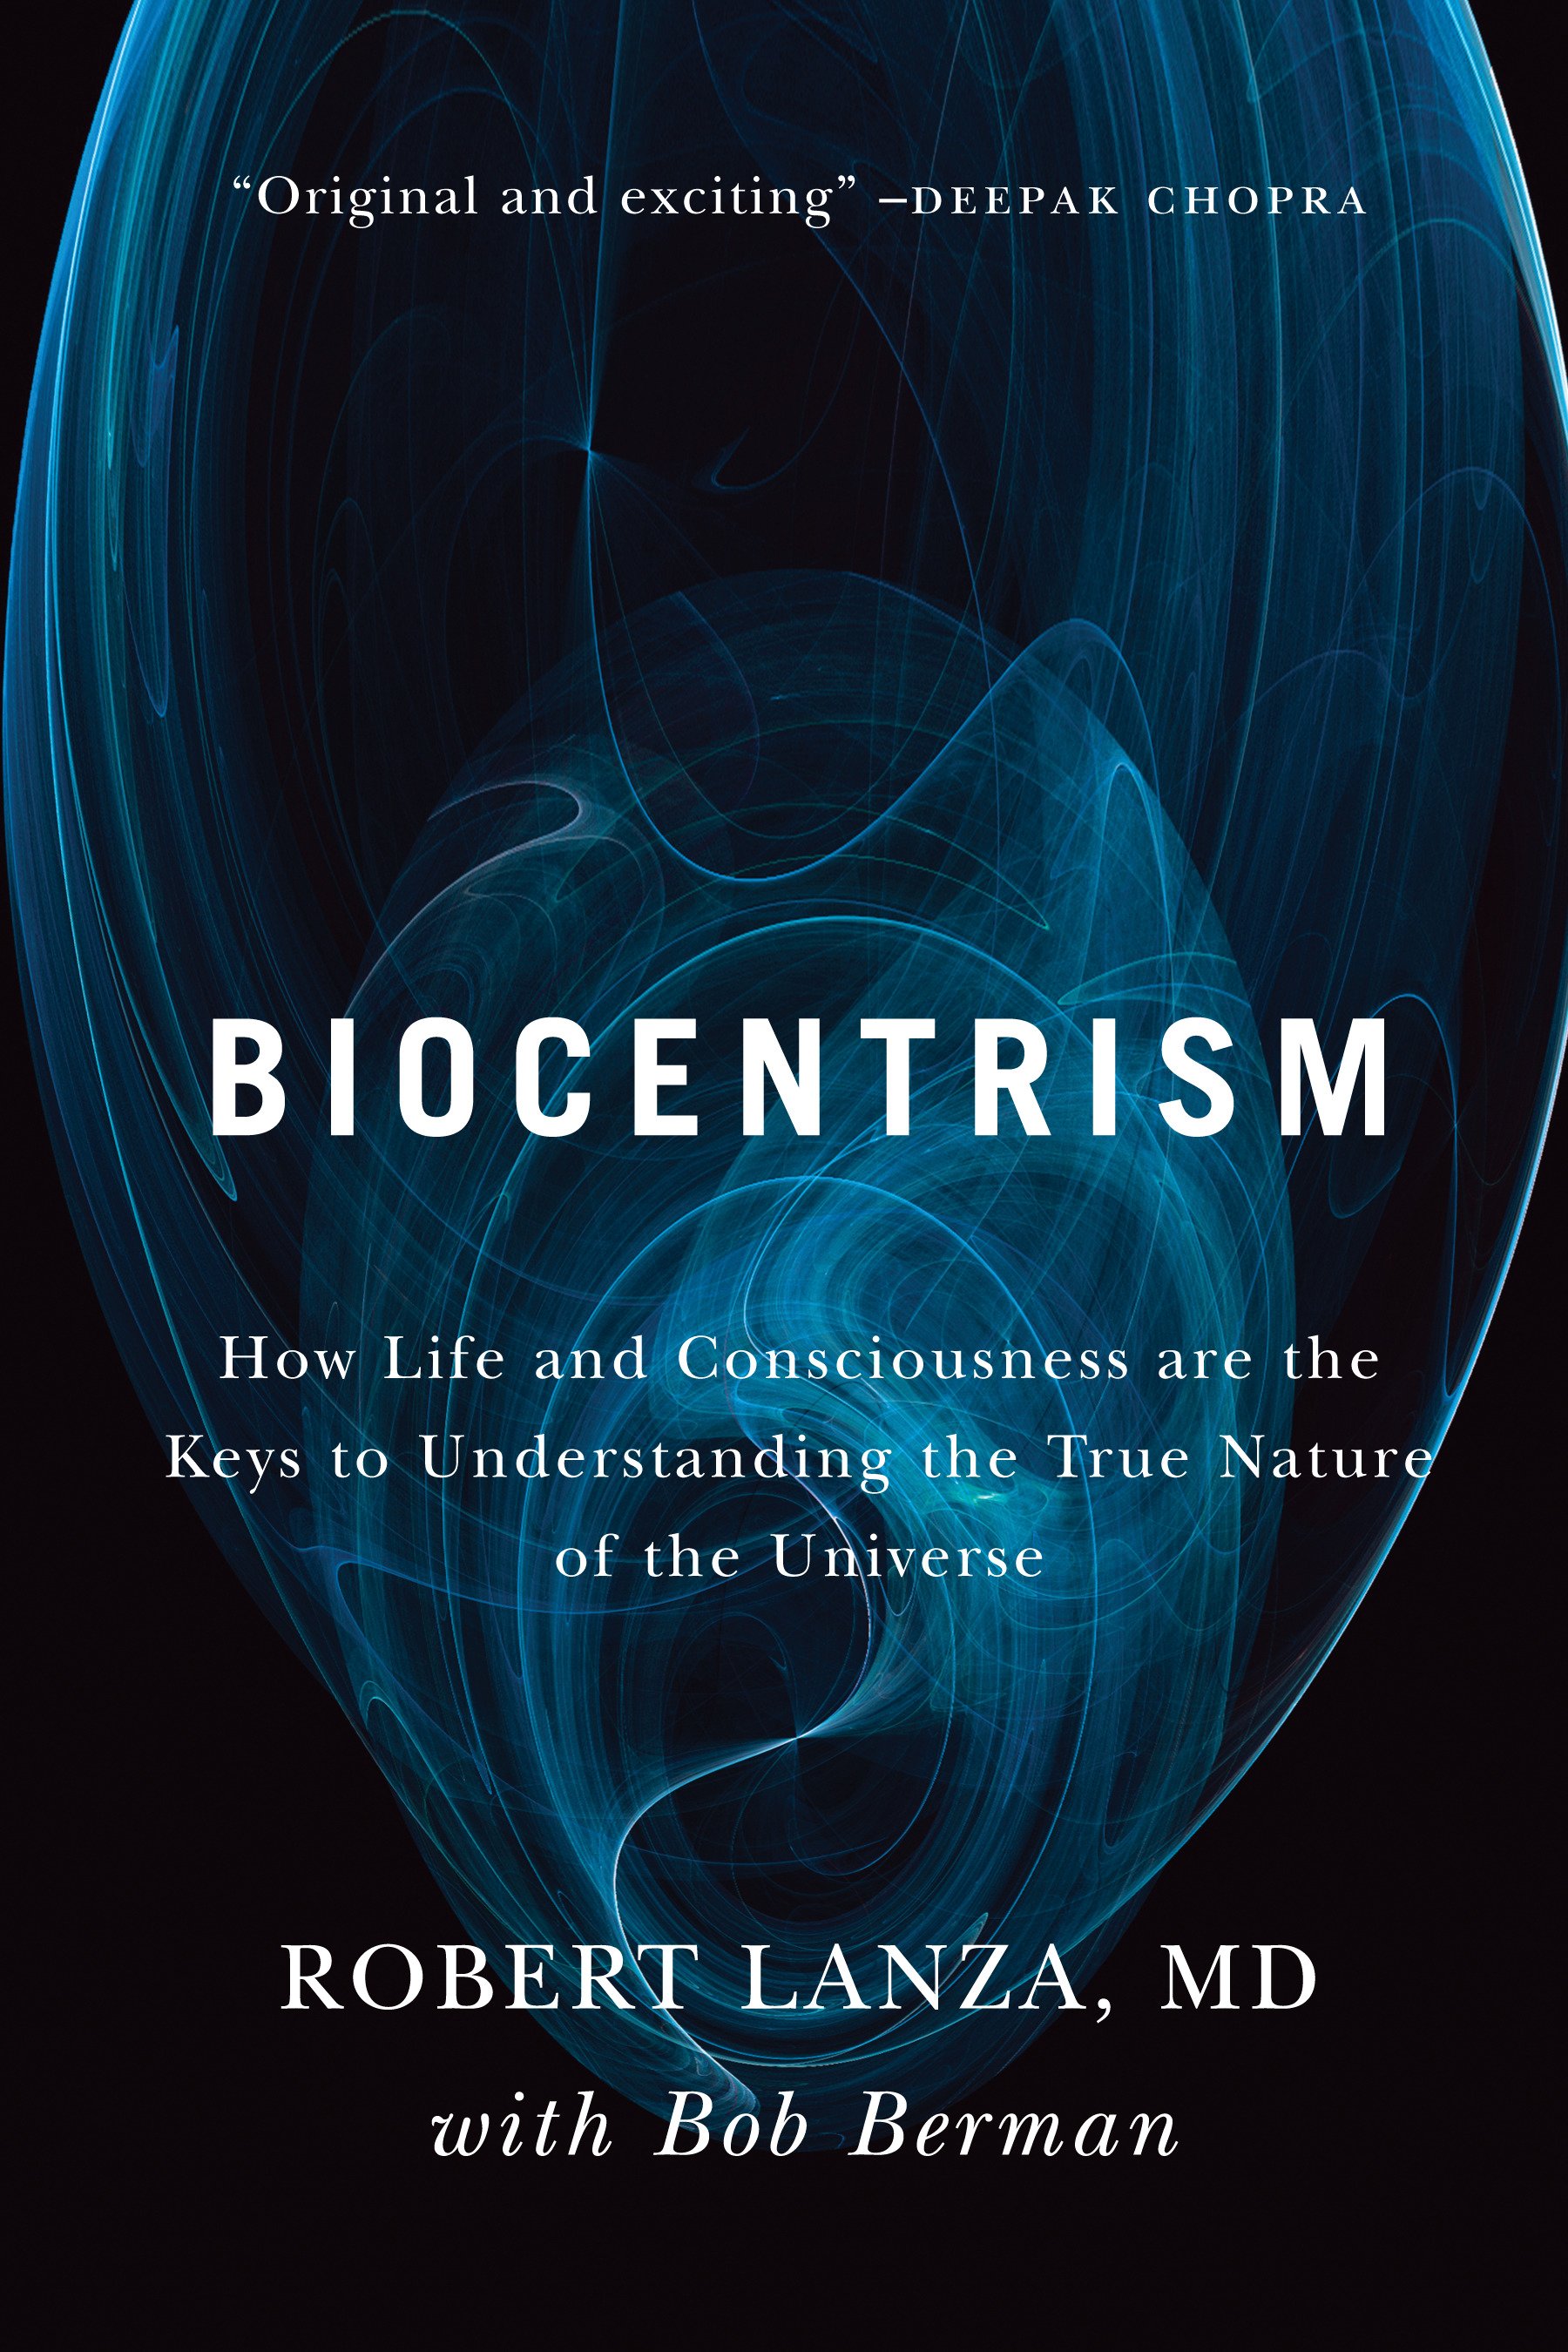 “Original and exciting” –DEEPAK CHOPRA
BIOCENTRISM
How Life and Consciousness are the
Keys to Understanding the True Nature
of the Universe
ROBERT LANZA, MD
with Bob Berman